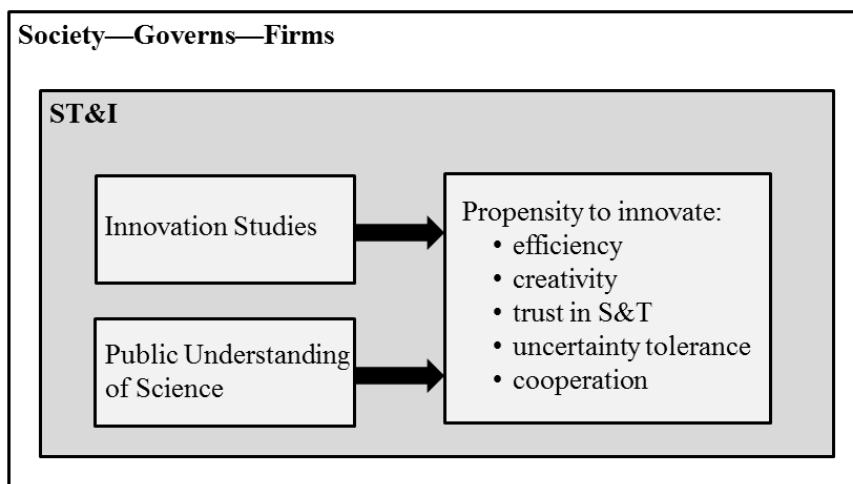 Society—Governs—Firms
ST&I
Innovation Studies
Public Understanding
of Science
Propensity to innovate:
• efficiency
• creativity
• trust in S&T
• uncertainty tolerance
• cooperation